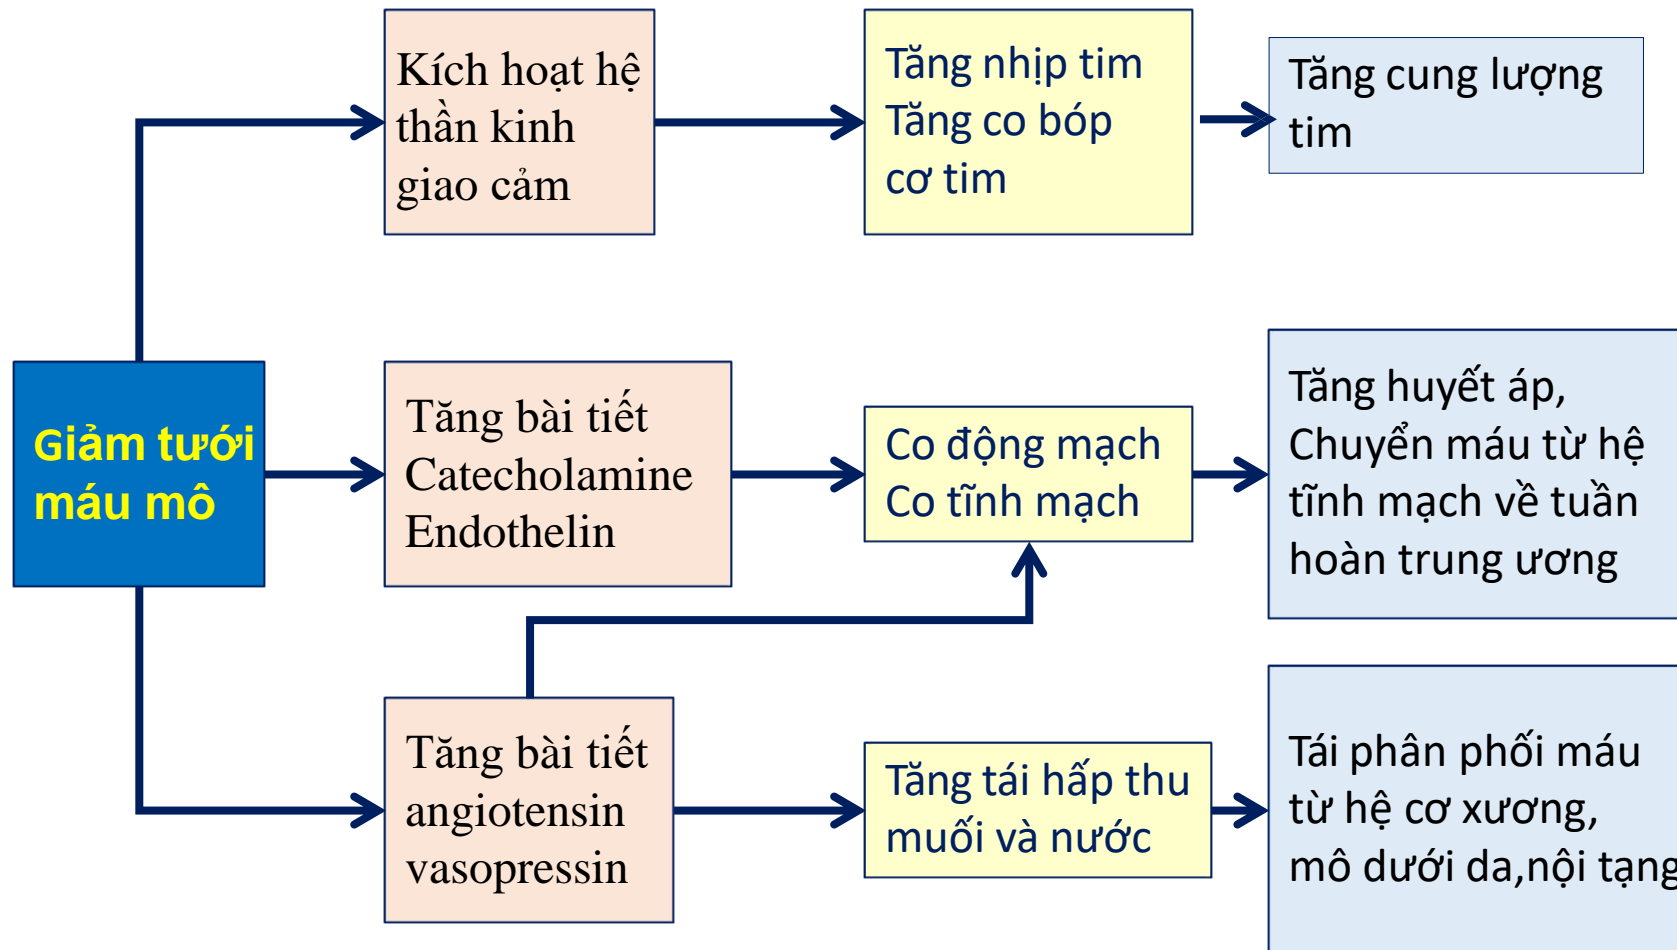 Kích hoạt hệ
thần kinh
giao cảm
Tăng nhịp tim
Tăng co bóp
cơ tim
Tăng cung lượng
tim
Giảm tưới
máu mô
Tăng bài tiết
Catecholamine
Endothelin
Co động mạch
Co tĩnh mạch
Tăng huyết áp,
Chuyển máu từ hệ
tĩnh mạch về tuần
hoàn trung ương
Tăng bài tiết
angiotensin
vasopressin
Tăng tái hấp thu
muối và nước
Tái phân phối máu
từ hệ cơ xương,
mô dưới da,nội tạng